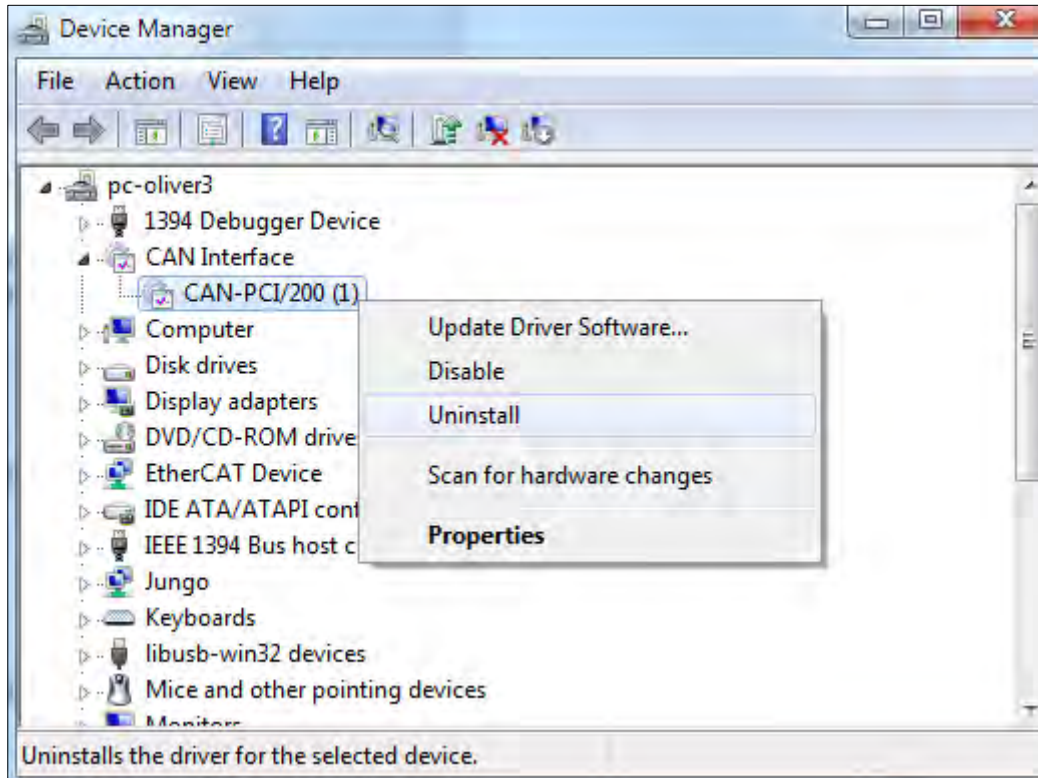 Device Manager
File Action View Help
pc-oliver3
1394 Debugger Device
CAN Interface
CAN-PCI/200 (1)
Computer
Update Driver Software...
Disk drives
Disable
Display adapters
Uninstall
DVD/CD-ROM drive
EtherCAT Device
Scan for hardware changes
IDE ATA/ATAPI cont
IEEE 1394 Bus host c
Properties
Jungo
Keyboards
libusb-win32 devices
Mice and other pointing devices
Monitors
Uninstalls the driver for the selected device.